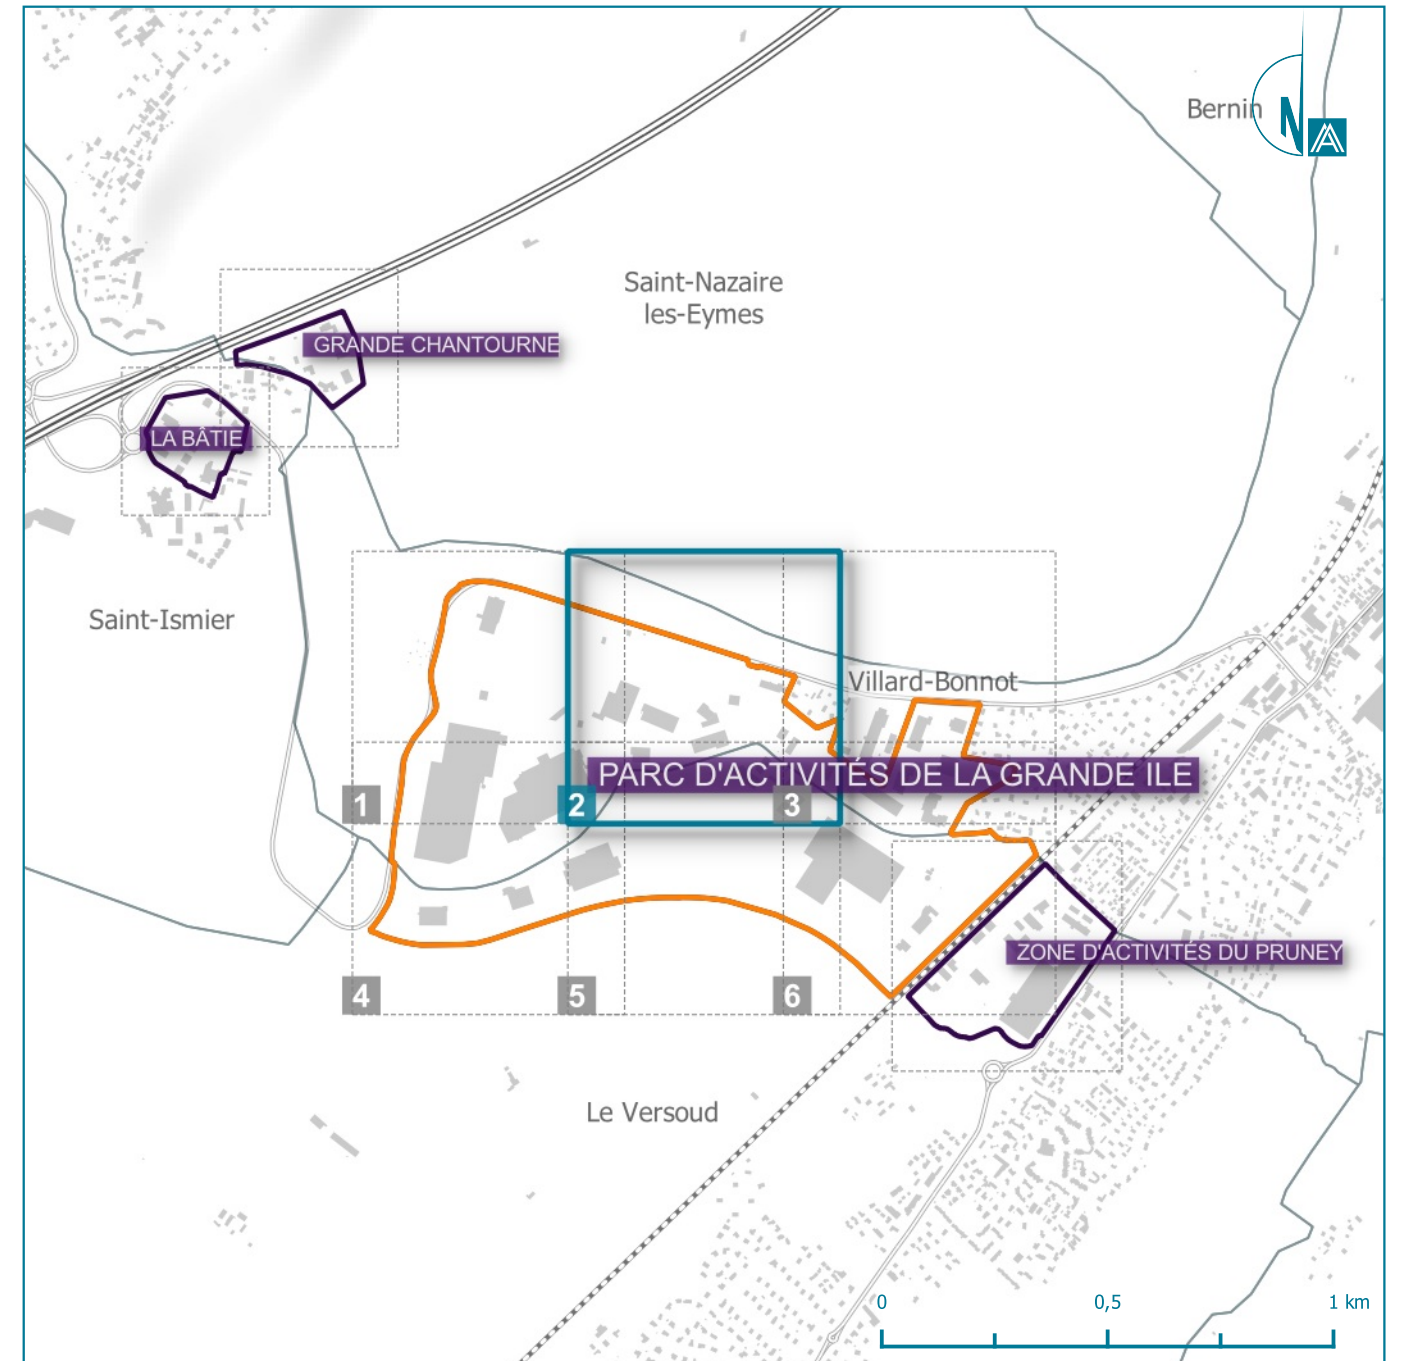 Bernin
N
Saint-Nazaire
les-Eymes
GRANDE CHANTOURNE
LA BÂTIE
Saint-Ismier
Villard-Bonnot
PARC D'ACTIVITÉS DE LA GRANDE ILE
1
2
3
ZONE D'ACTIVITÉS DU PRUNEY
4
5
6
Le Versoud
0 0,5 1 km